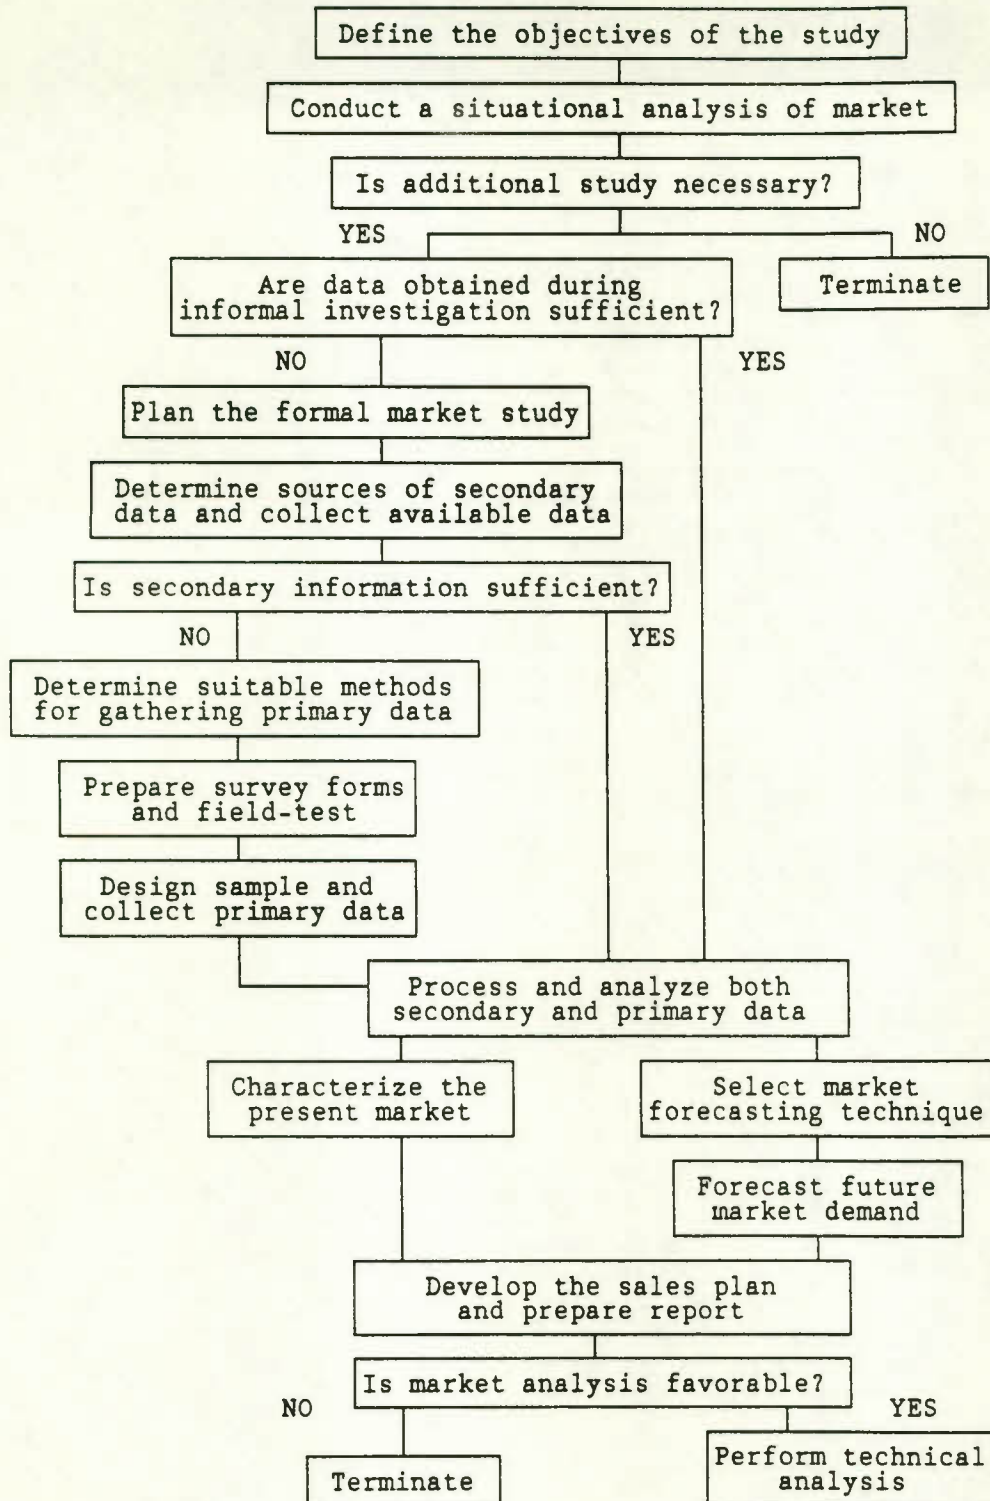 Define the objectives of the study
Conduct a situational analysis of market
Is additional study necessary?
YES
NO
Are data obtained during
informal investigation sufficient?
Terminate
NO
YES
Plan the formal market study
Determine sources of secondary
data and collect available data
Is secondary information sufficient?
NO
YES
Determine suitable methods
for gathering primary data
Prepare survey forms
and field-test
Design sample and
collect primary data
Process and analyze both
secondary and primary data
Characterize the
present market
Select market
forecasting technique
Forecast future
market demand
Develop the sales plan
and prepare report
Is market analysis favorable?
NO
YES
Terminate
Perform technical
analysis